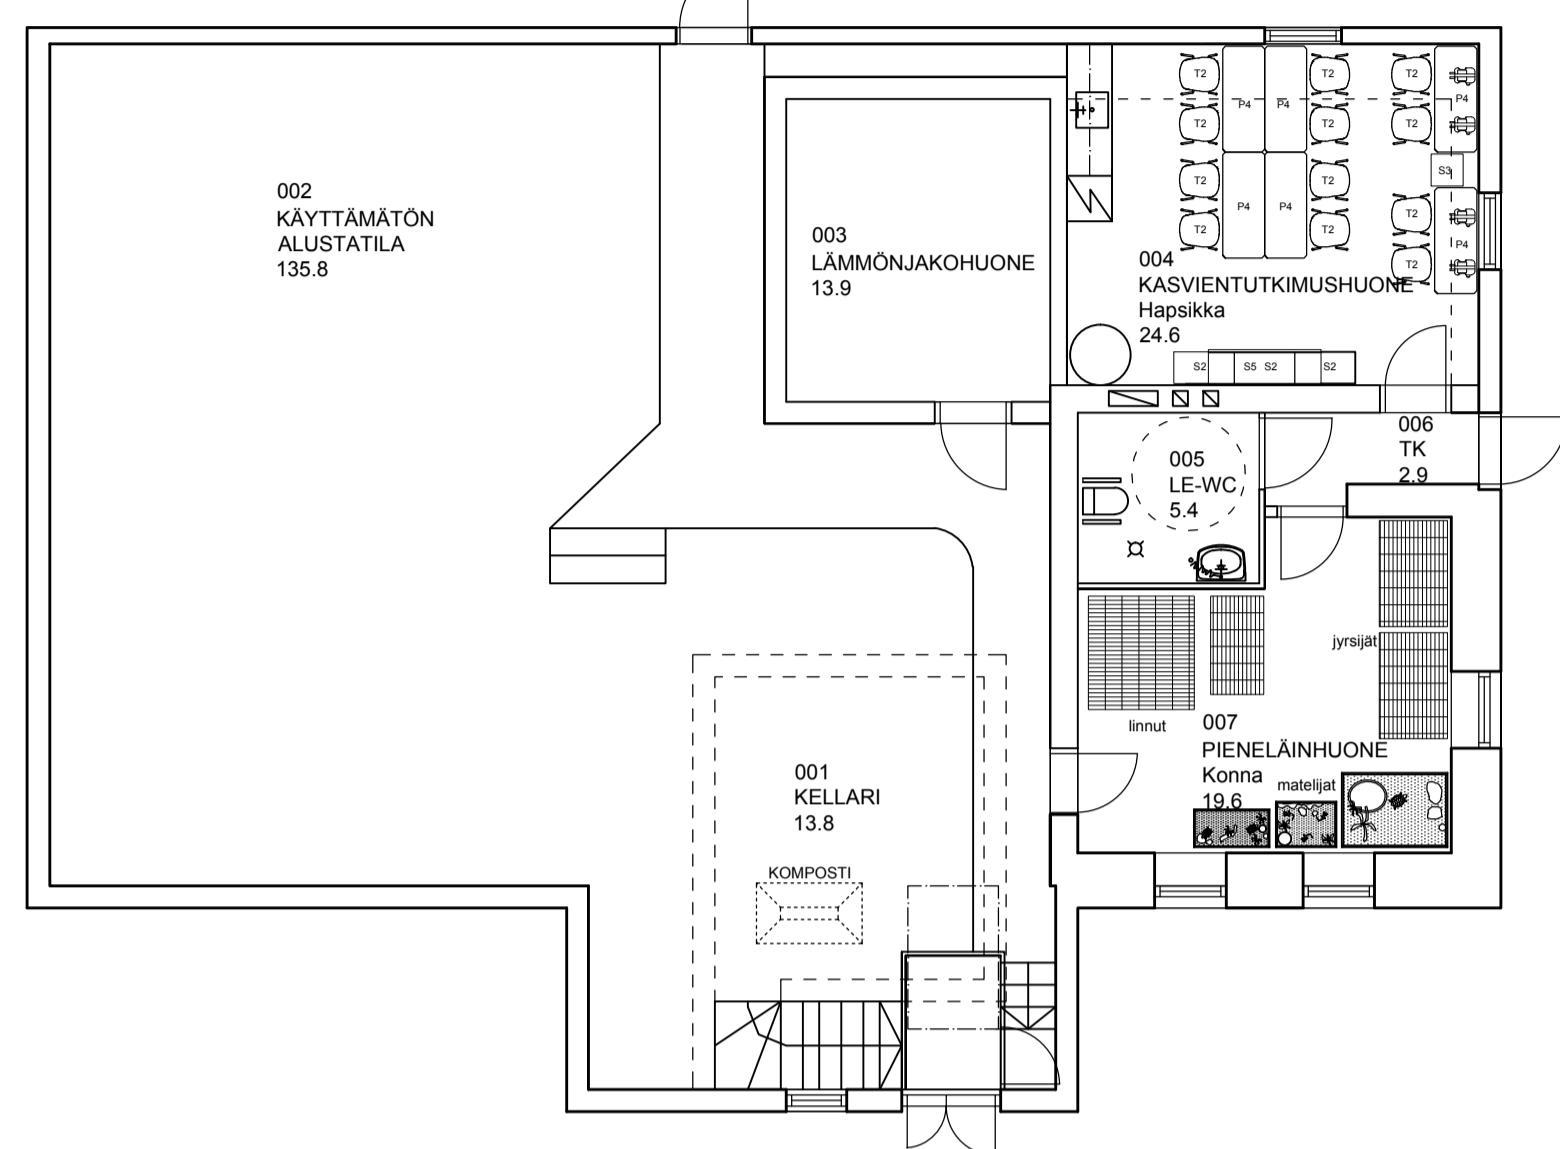 002
KÄYTTÄMÄTÖN
ALUSTATILA
135.8
003
LÄMMÖNJAKOHUONE
13.9
T2
T2
T2
T2
P4
P4
P4
P4
T2
T2
T2
T2
T2
T2
T2
T2
P4
S3
P4
004
KASVIENTUTKIMUSHUONE
Hapsikka
24.6
S2
S5
S2
S2
005
LE-WC
5.4
006
TK
2.9
jyrsijät
linnut
007
PIENELÄINHUONE
Konna
19.6
matelijat
001
KELLARI
13.8
KOMPOSTI